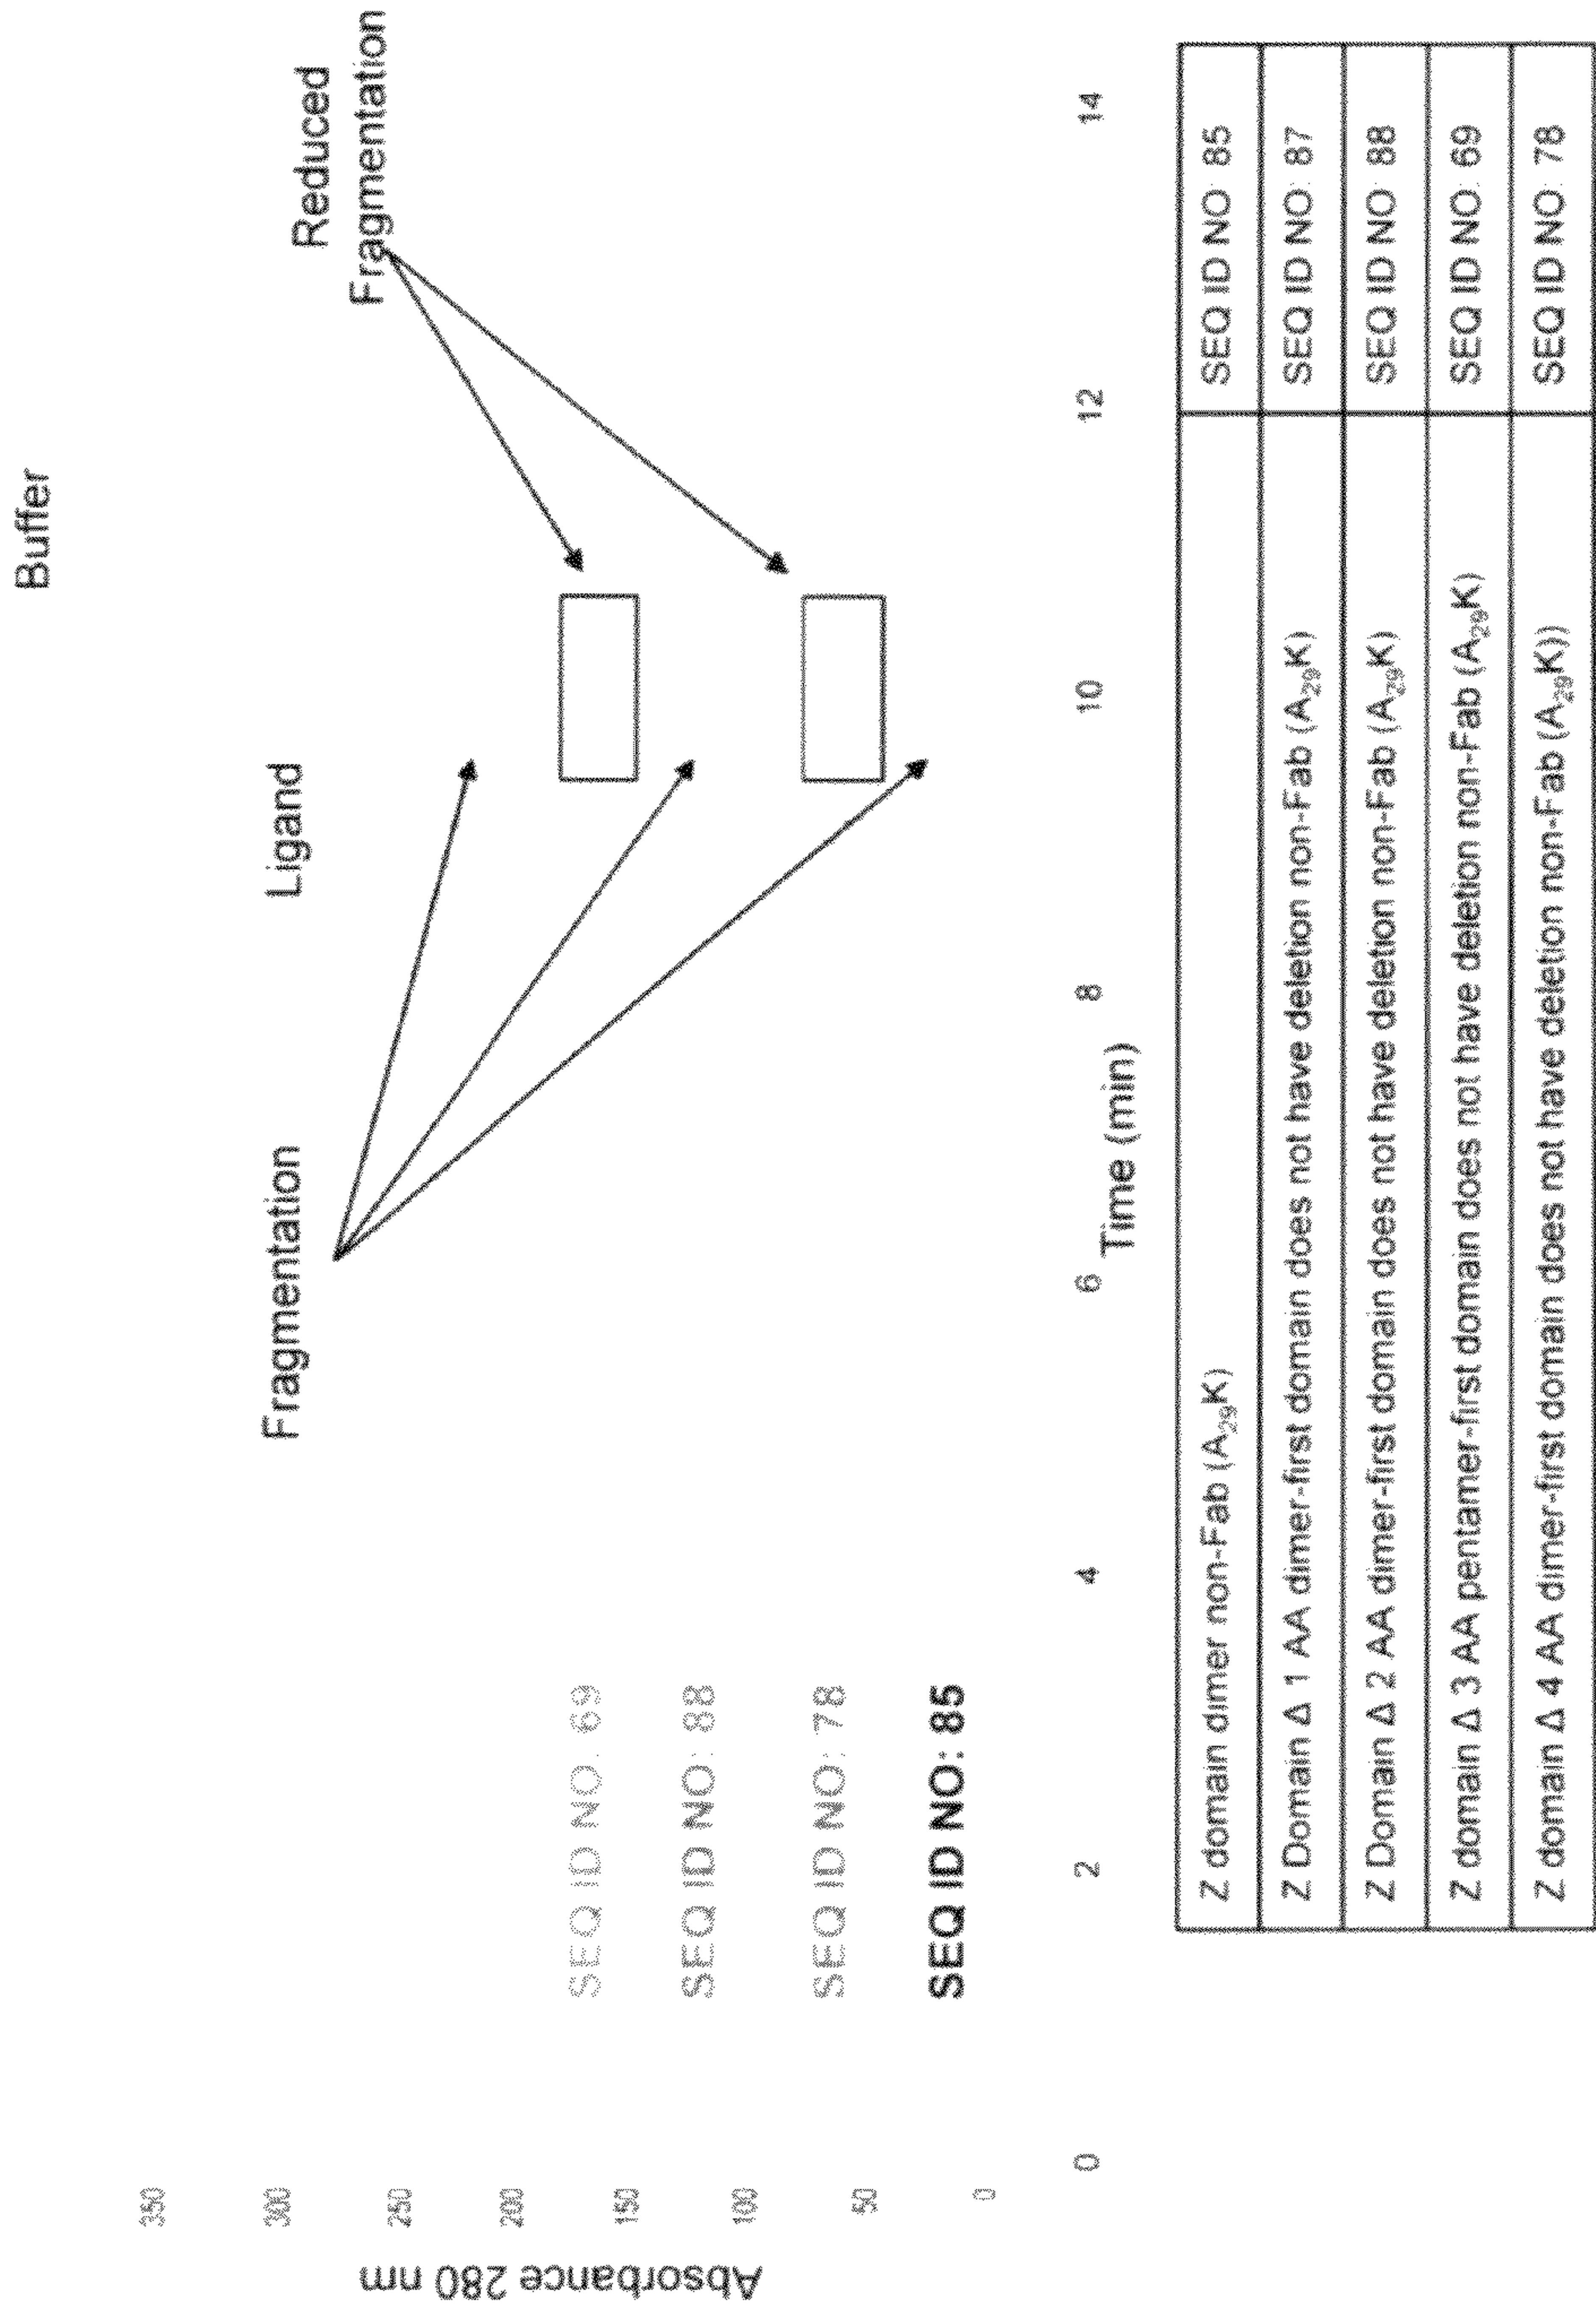 Buffer
Fragmentation
Ligand
Reduced
Fragmentation
Absorbance 280 nm
350
300
250
200
150
100
50
0
SEQ ID NO. 69
SEQ ID NO: 88
SEQ ID NO: 78
SEQ ID NO: 85
0
2
4
6
8
10
12
14
Time (min)
Z domain dimer non-Fab (A₂₉K) SEQ ID NO 85
Z Domain Δ 1 AA dimer-first domain does not have deletion non-Fab (A₂₉K) SEQ ID NO: 87
Z Domain Δ 2 AA dimer-first domain does not have deletion non-Fab (A₂₉K) SEQ ID NO 88
Z domain Δ 3 AA pentamer-first domain does not have deletion non-Fab (A₂₉K) SEQ ID NO: 69
Z domain Δ 4 AA dimer-first domain does not have deletion non-Fab (A₂₉K)) SEQ ID NO: 78